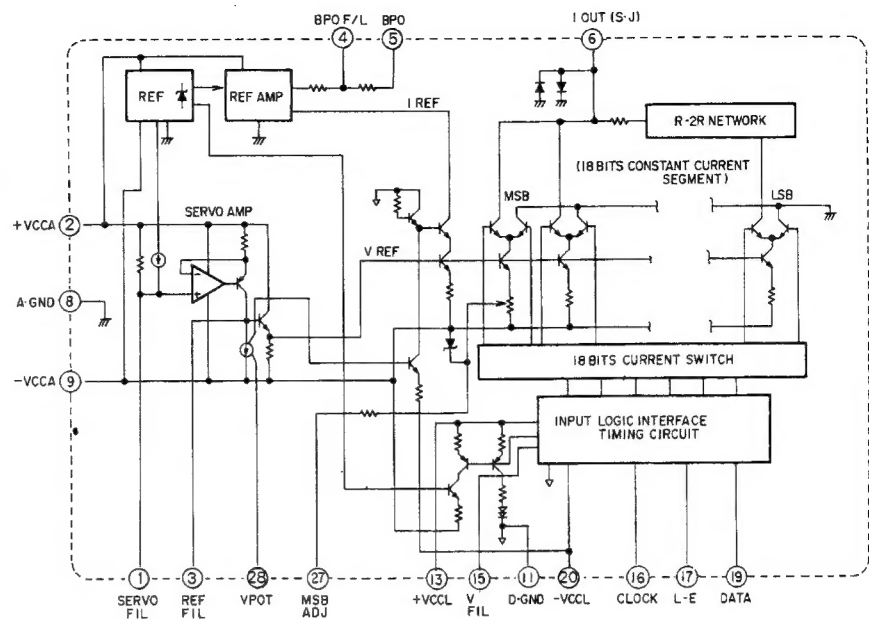 BPO F/L BPO I OUT (S·J)
4 5 6
REF REF AMP
I REF
R-2R NETWORK
(18 BITS CONSTANT CURRENT
SEGMENT)
MSB LSB
+VCCA 2
SERVO AMP
V REF
- +
A·GND 8
-VCCA 9
18 BITS CURRENT SWITCH
INPUT LOGIC INTERFACE
TIMING CIRCUIT
1 3 28 27 13 15 11 20 16 17 19
SERVO REF VPOT MSB +VCCL V D·GND -VCCL CLOCK L-E DATA
FIL FIL ADJ FIL